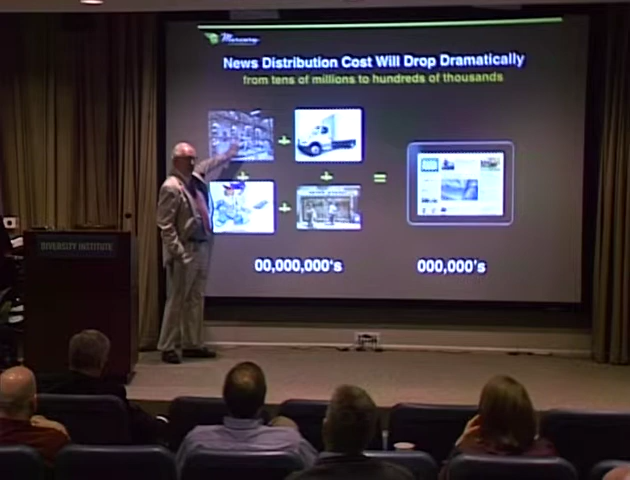 Mercury
News Distribution Cost Will Drop Dramatically
from tens of millions to hundreds of thousands
+
+
+
+
=
00,000,000's
000,000's
DIVERSITY INSTITUTE